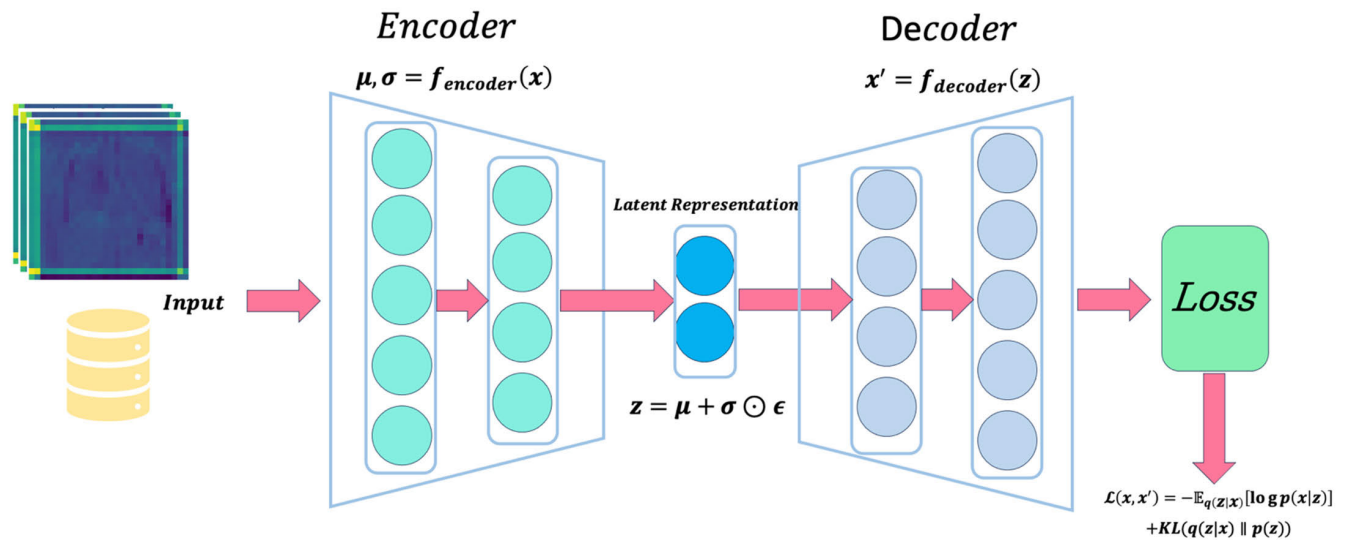 Encoder
Decoder
μ, σ = f_encoder(x)
x′ = f_decoder(z)
Latent Representation
Input
Loss
z = μ + σ ⊙ ϵ
ℒ(x, x′) = −𝔼_q(z|x)[log p(x|z)]
+KL(q(z|x) ∥ p(z))